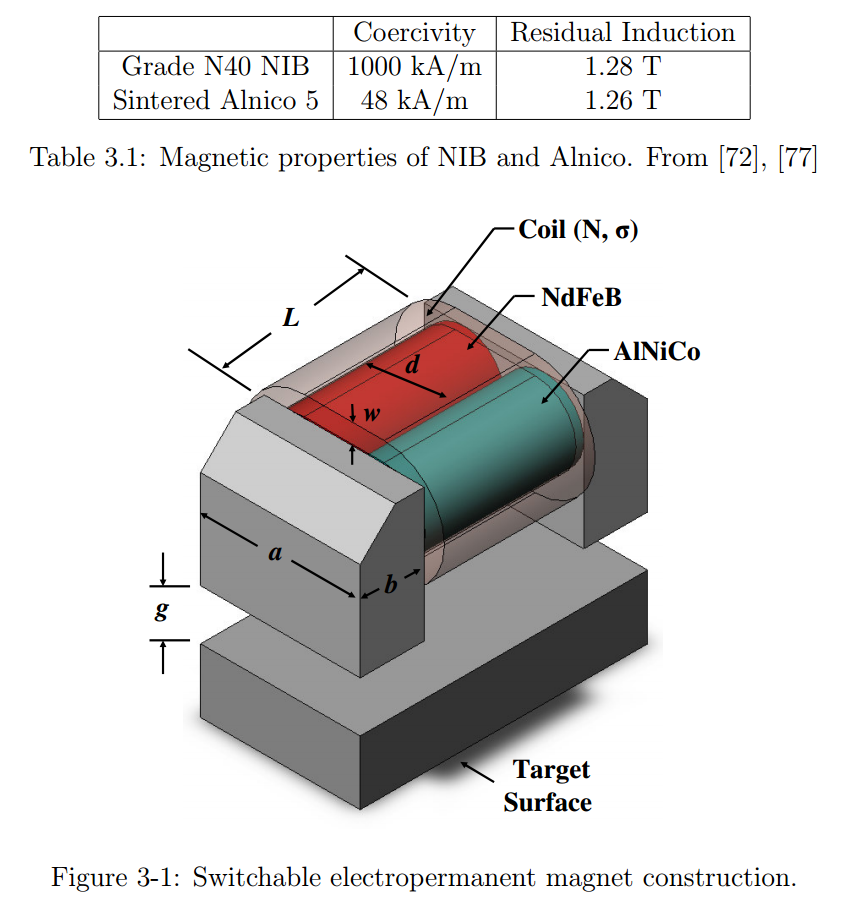 Coercivity Residual Induction
Grade N40 NIB 1000 kA/m 1.28 T
Sintered Alnico 5 48 kA/m 1.26 T
Table 3.1: Magnetic properties of NIB and Alnico. From [72], [77]
Coil (N, σ)
NdFeB
L
AlNiCo
d
w
a
b
g
Target
Surface
Figure 3-1: Switchable electropermanent magnet construction.